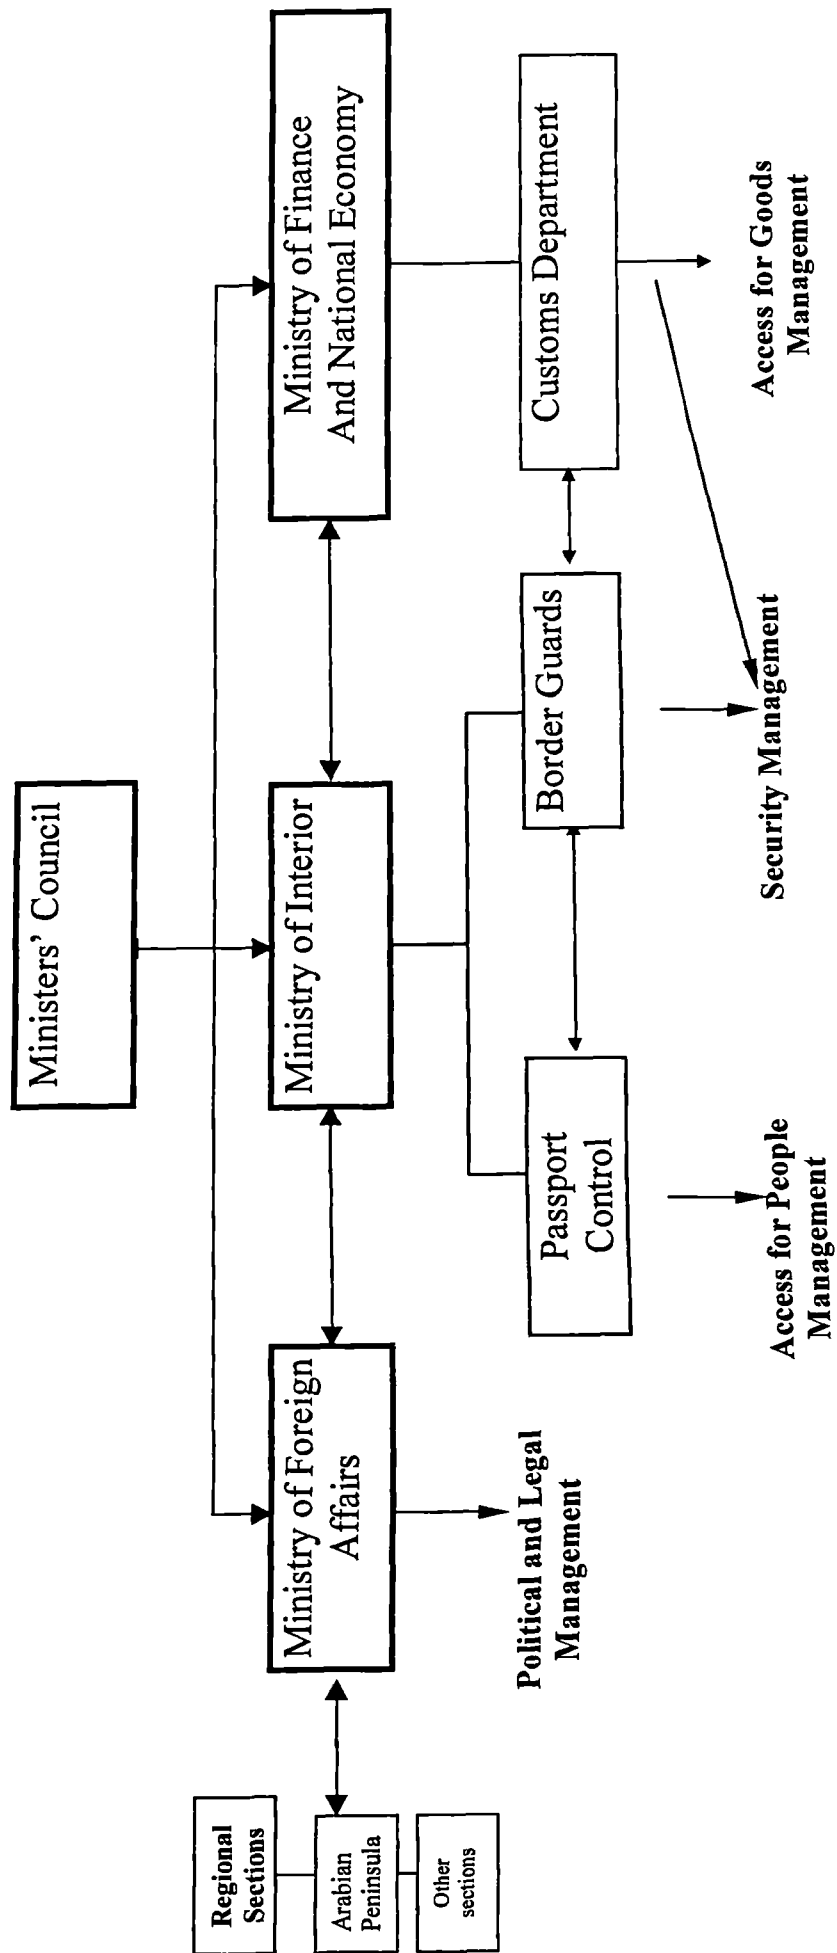 Ministers' Council
Ministry of Foreign
Affairs
Ministry of Interior
Ministry of Finance
And National Economy
Regional
Sections
Arabian
Peninsula
Other
sections
Passport
Control
Border Guards
Customs Department
Political and Legal
Management
Access for People
Management
Security Management
Access for Goods
Management